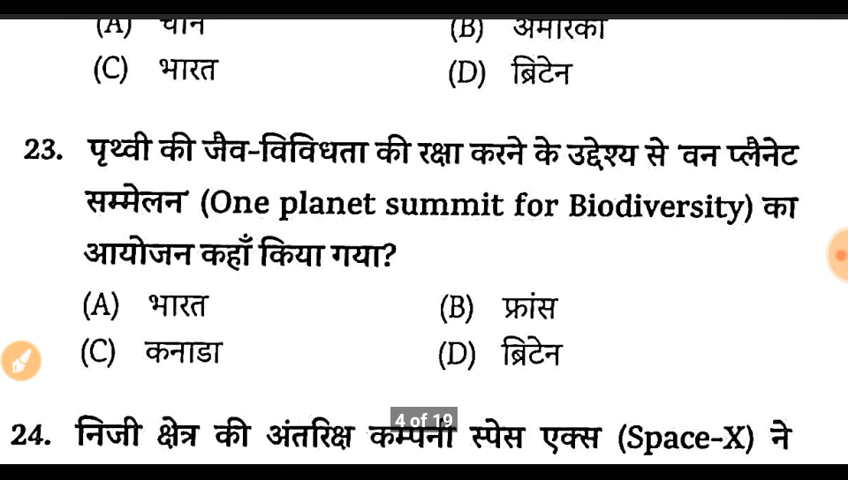 (A) चीन (B) अमेरिका
(C) भारत (D) ब्रिटेन
23. पृथ्वी की जैव-विविधता की रक्षा करने के उद्देश्य से 'वन प्लैनेट
सम्मेलन' (One planet summit for Biodiversity) का
आयोजन कहाँ किया गया?
(A) भारत (B) फ्रांस
(C) कनाडा (D) ब्रिटेन
4 of 19
24. निजी क्षेत्र की अंतरिक्ष कम्पनी स्पेस एक्स (Space-X) ने